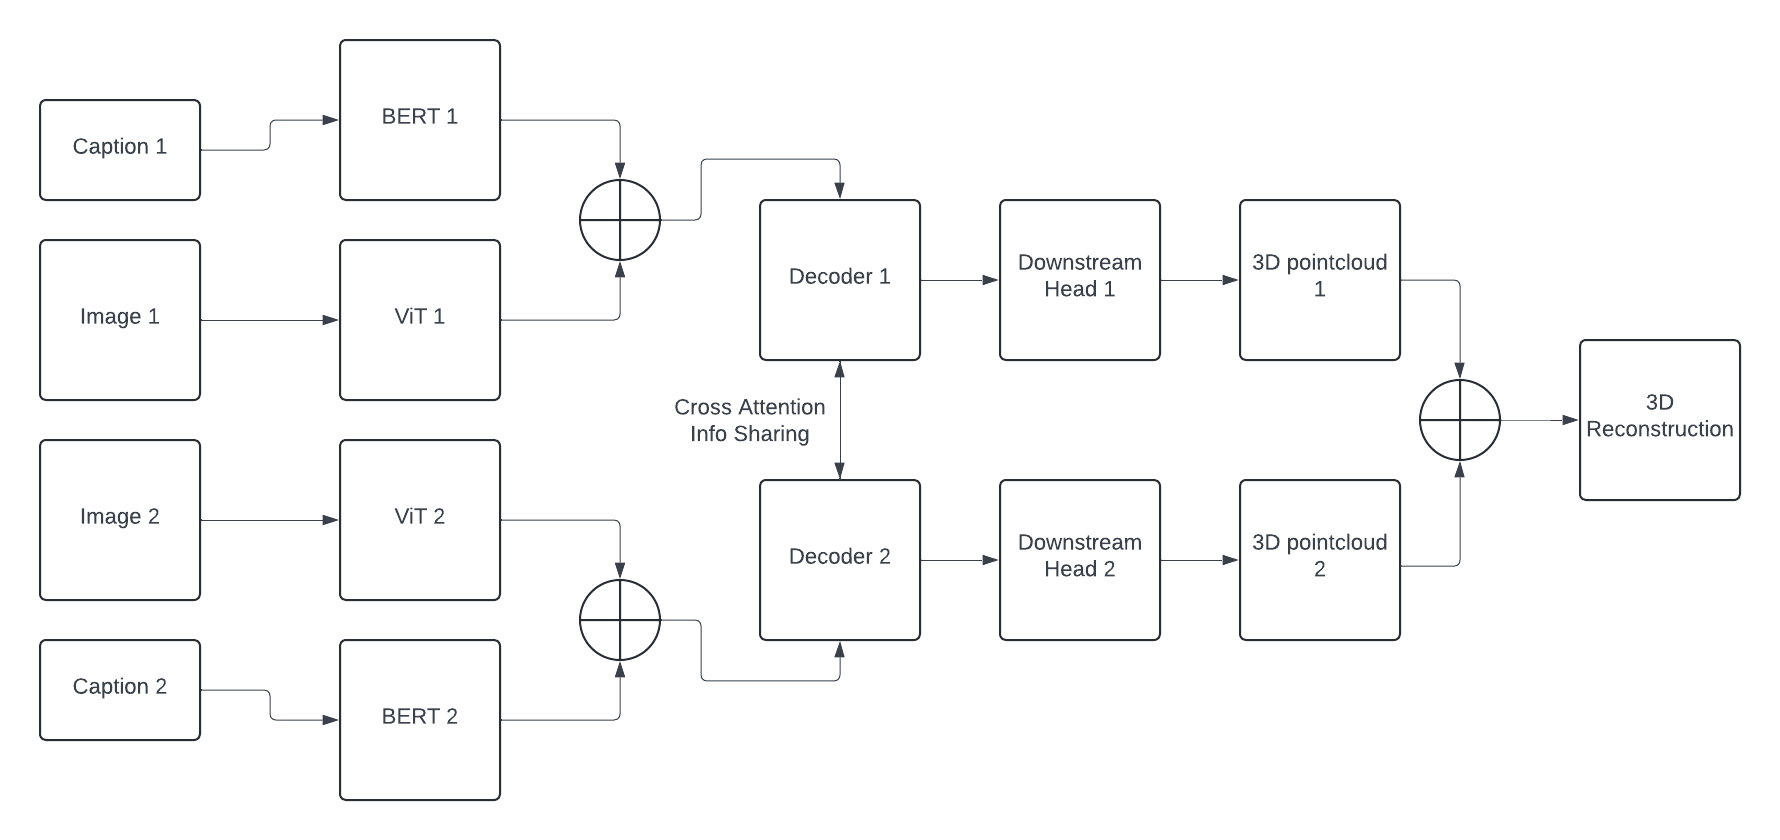 Caption 1
BERT 1
Image 1
ViT 1
Image 2
ViT 2
Caption 2
BERT 2
Decoder 1
Cross Attention
Info Sharing
Decoder 2
Downstream
Head 1
Downstream
Head 2
3D pointcloud
1
3D pointcloud
2
3D
Reconstruction